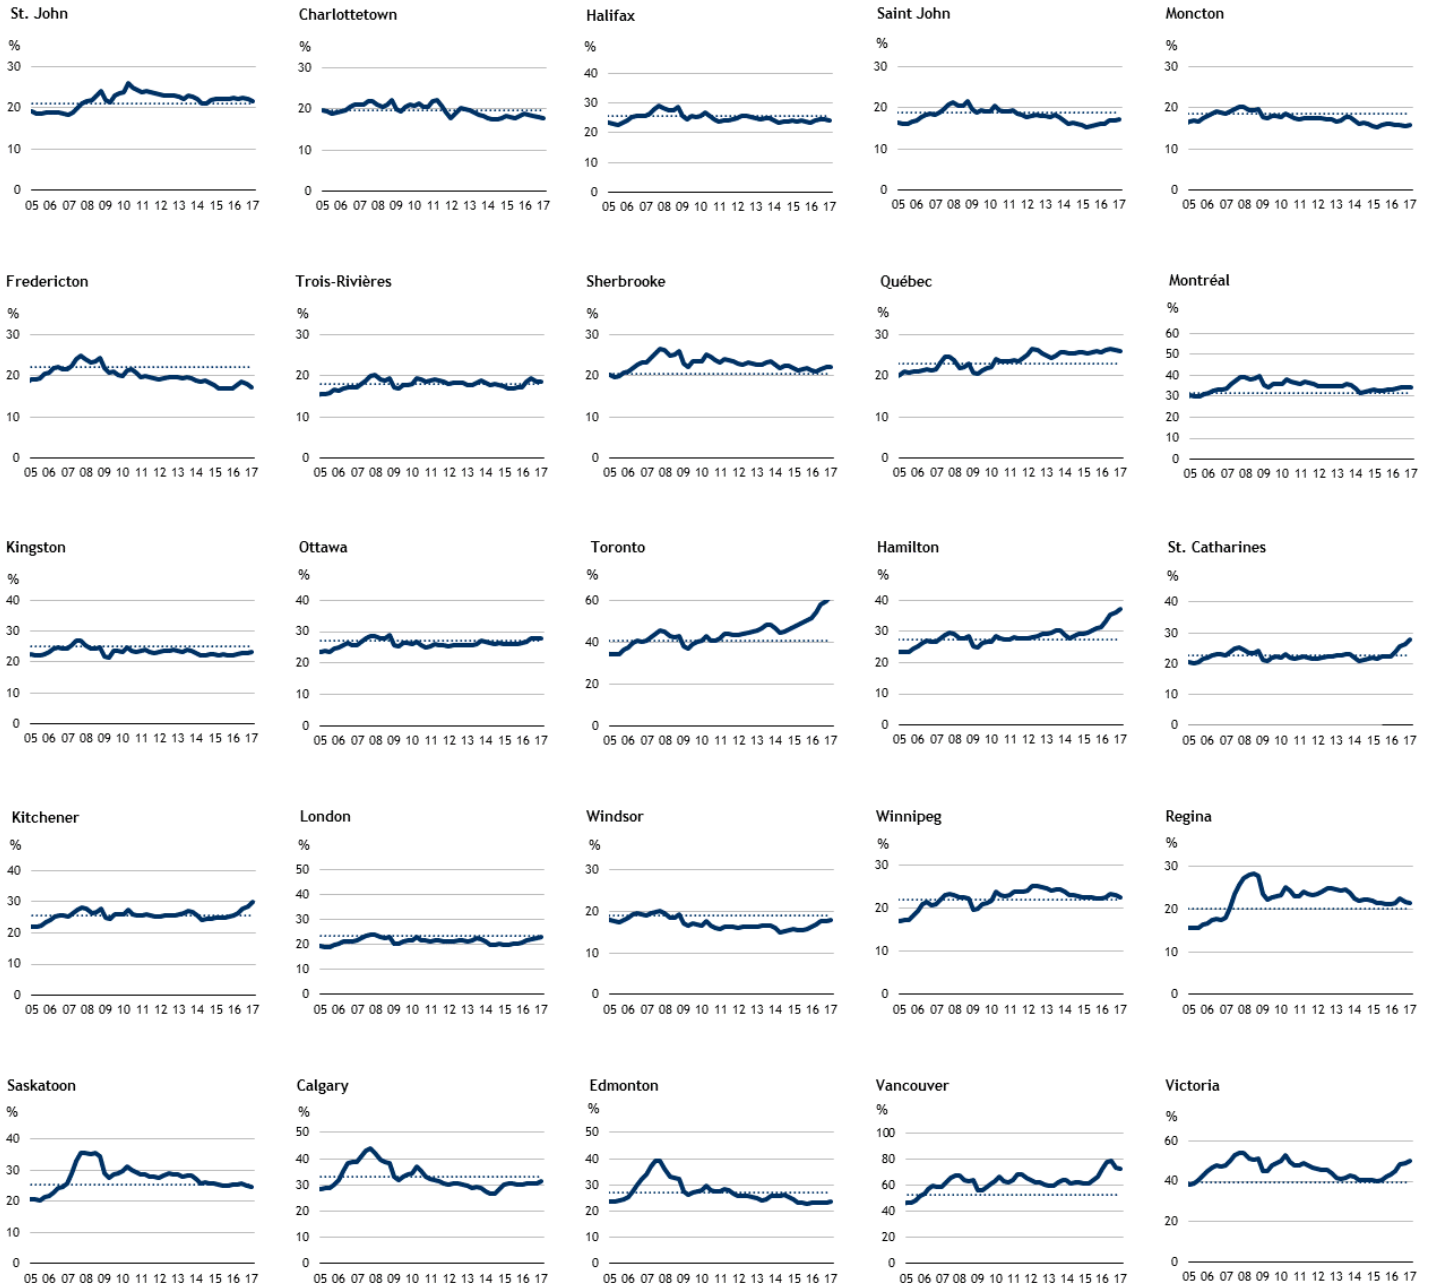 St. John Charlottetown Halifax Saint John Moncton
% % % % %
30 30 40 30 30
20 20 30 20 20
10 10 20 10 10
0 0 10 0 0
0
05 06 07 08 09 10 11 12 13 14 15 16 17 05 06 07 08 09 10 11 12 13 14 15 16 17 05 06 07 08 09 10 11 12 13 14 15 16 17 05 06 07 08 09 10 11 12 13 14 15 16 17 05 06 07 08 09 10 11 12 13 14 15 16 17
Fredericton Trois-Rivières Sherbrooke Québec Montréal
% % % % %
30 30 30 30 60
20 20 20 20 50
10 10 10 10 40
0 0 0 0 30
20
10
0
05 06 07 08 09 10 11 12 13 14 15 16 17 05 06 07 08 09 10 11 12 13 14 15 16 17 05 06 07 08 09 10 11 12 13 14 15 16 17 05 06 07 08 09 10 11 12 13 14 15 16 17 05 06 07 08 09 10 11 12 13 14 15 16 17
Kingston Ottawa Toronto Hamilton St. Catharines
% % % % %
40 40 60 40 40
30 30 40 30 30
20 20 20 20 20
10 10 0 10 10
0 0 0 0
05 06 07 08 09 10 11 12 13 14 15 16 17 05 06 07 08 09 10 11 12 13 14 15 16 17 05 06 07 08 09 10 11 12 13 14 15 16 17 05 06 07 08 09 10 11 12 13 14 15 16 17 05 06 07 08 09 10 11 12 13 14 15 16 17
Kitchener London Windsor Winnipeg Regina
% % % % %
40 50 30 30 30
30 40 20 20 20
20 30 10 10 10
10 20 0 0 0
0 10
0
05 06 07 08 09 10 11 12 13 14 15 16 17 05 06 07 08 09 10 11 12 13 14 15 16 17 05 06 07 08 09 10 11 12 13 14 15 16 17 05 06 07 08 09 10 11 12 13 14 15 16 17 05 06 07 08 09 10 11 12 13 14 15 16 17
Saskatoon Calgary Edmonton Vancouver Victoria
% % % % %
40 50 50 100 60
30 40 40 80 40
20 30 30 60 20
10 20 20 40 0
0 10 10 20
0 0 0
05 06 07 08 09 10 11 12 13 14 15 16 17 05 06 07 08 09 10 11 12 13 14 15 16 17 05 06 07 08 09 10 11 12 13 14 15 16 17 05 06 07 08 09 10 11 12 13 14 15 16 17 05 06 07 08 09 10 11 12 13 14 15 16 17